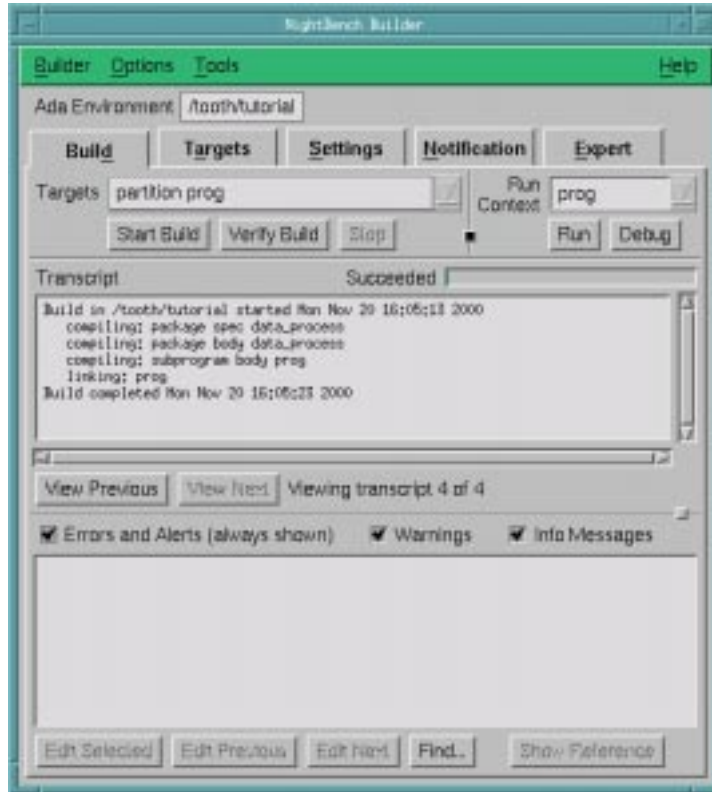 NightBench Builder
Builder Options Tools Help
Ada Environment /tooth/tutorial
Build Targets Settings Notification Expert
Targets partition prog Run Context prog
Start Build Verify Build Stop Run Debug
Transcript Succeeded
Build in /tooth/tutorial started Mon Nov 20 16:05:18 2000
compiling: package spec data_process
compiling: package body data_process
compiling: subprogram body prog
linking: prog
Build completed Mon Nov 20 16:05:23 2000
View Previous View Next Viewing transcript 4 of 4
Errors and Alerts (always shown) Warnings Info Messages
Edit Selected Edit Previous Edit Next Find... Show Reference